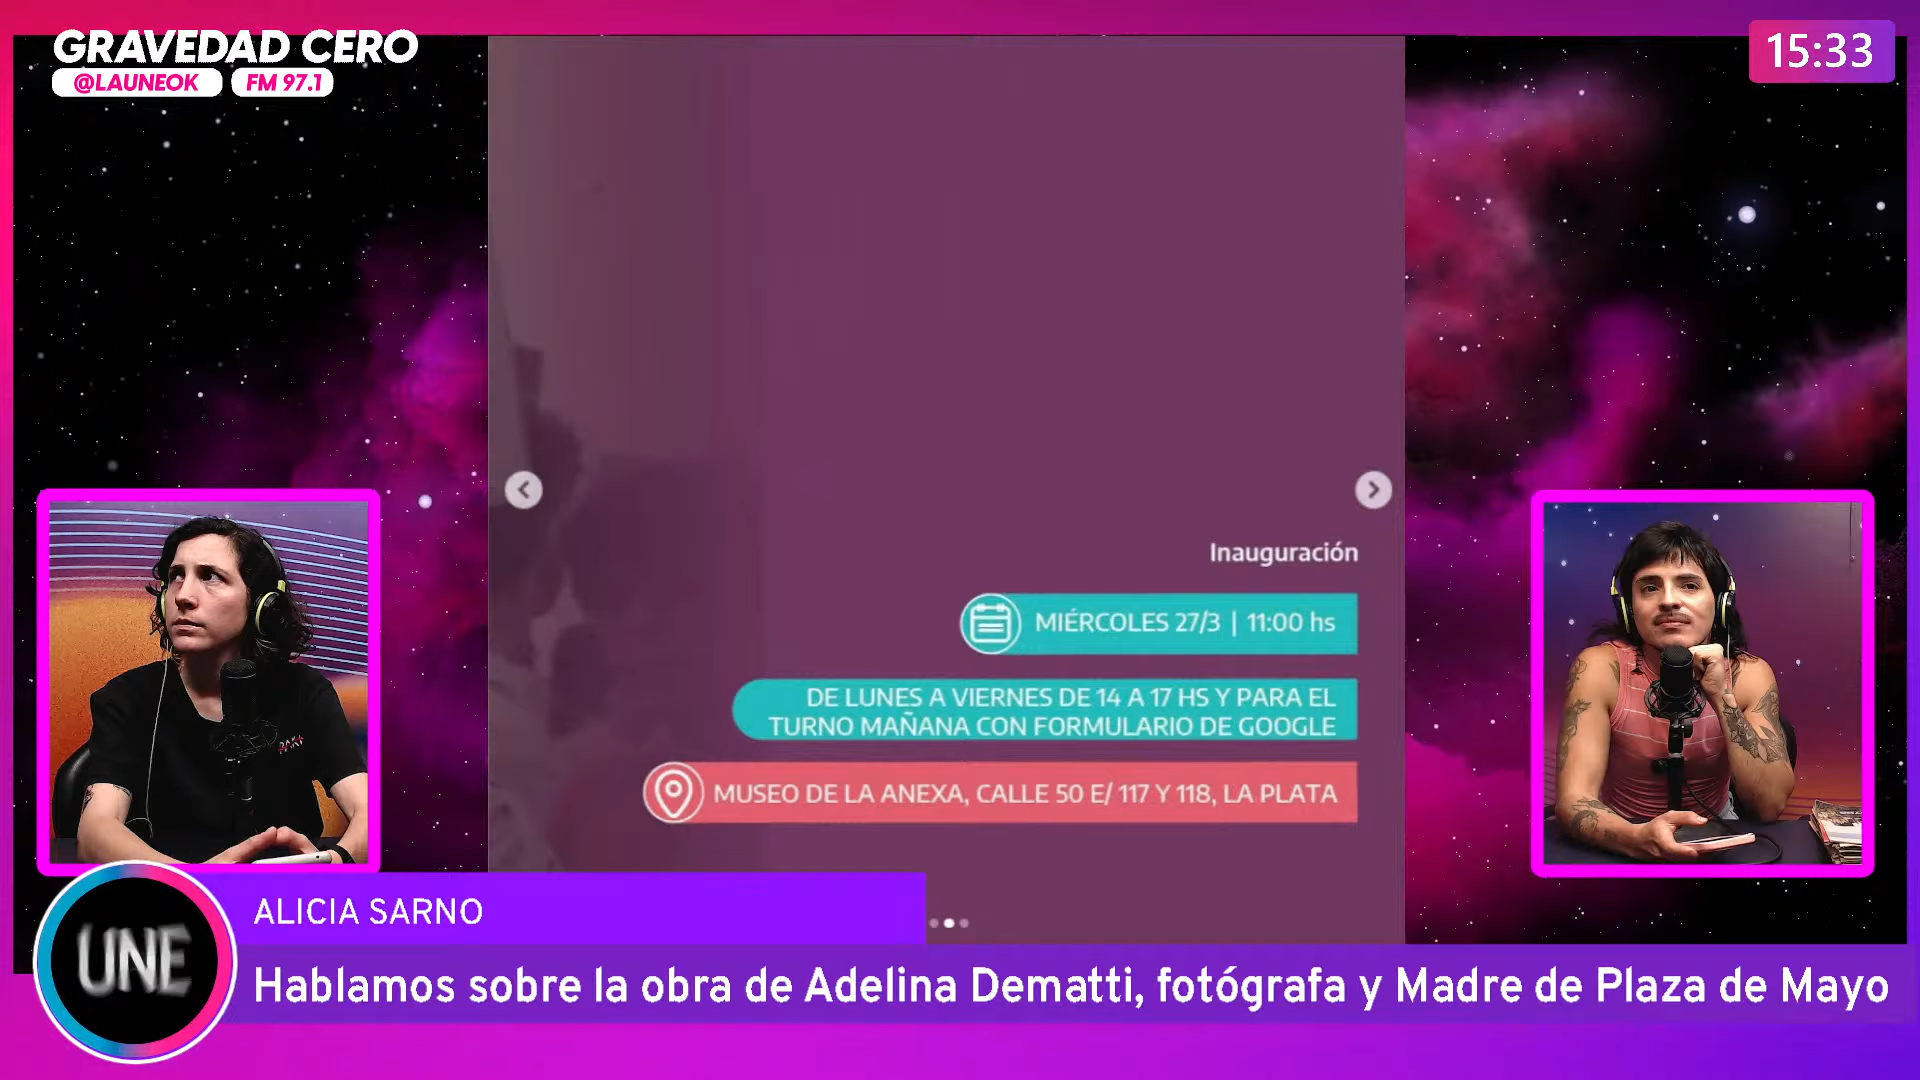 GRAVEDAD CERO
@LAUNEOK FM 97.1
15:33
Inauguración
MIÉRCOLES 27/3 | 11:00 hs
DE LUNES A VIERNES DE 14 A 17 HS Y PARA EL
TURNO MAÑANA CON FORMULARIO DE GOOGLE
MUSEO DE LA ANEXA, CALLE 50 E/ 117 Y 118, LA PLATA
ALICIA SARNO
UNE
Hablamos sobre la obra de Adelina Dematti, fotógrafa y Madre de Plaza de Mayo